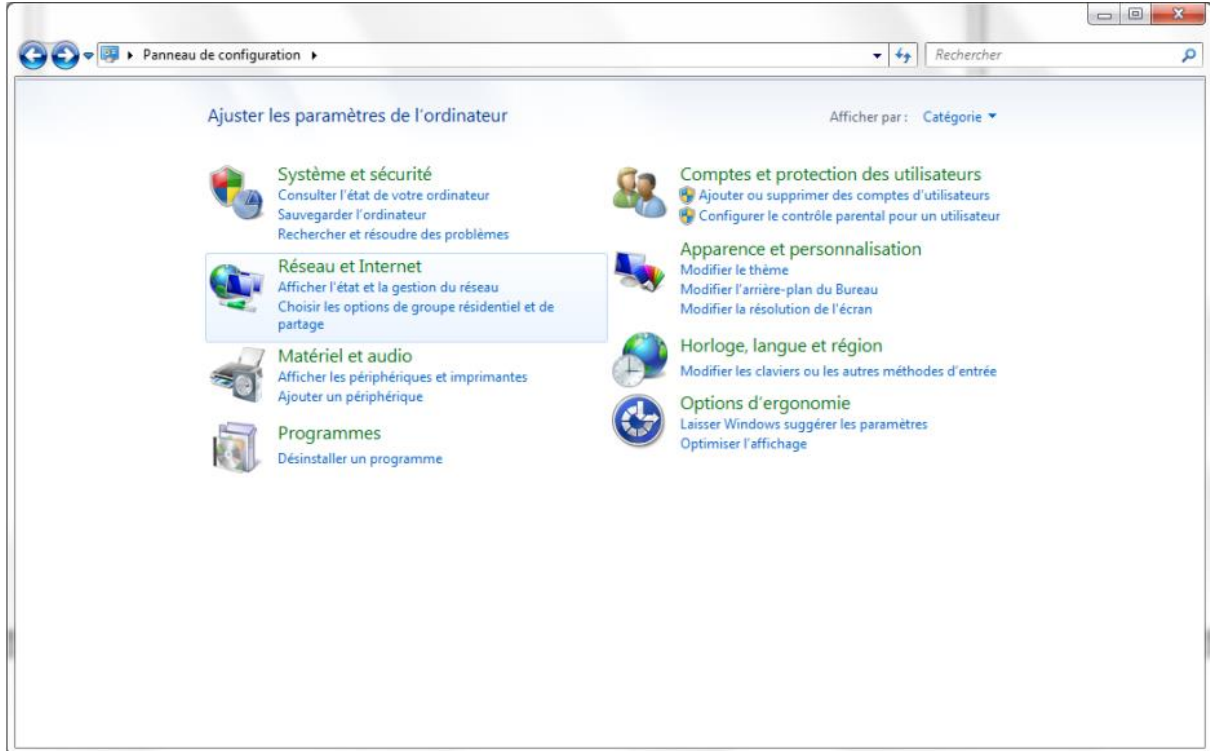 Panneau de configuration
Rechercher
Ajuster les paramètres de l'ordinateur
Afficher par : Catégorie
Système et sécurité
Consulter l'état de votre ordinateur
Sauvegarder l'ordinateur
Rechercher et résoudre des problèmes
Réseau et Internet
Afficher l'état et la gestion du réseau
Choisir les options de groupe résidentiel et de
partage
Matériel et audio
Afficher les périphériques et imprimantes
Ajouter un périphérique
Programmes
Désinstaller un programme
Comptes et protection des utilisateurs
Ajouter ou supprimer des comptes d'utilisateurs
Configurer le contrôle parental pour un utilisateur
Apparence et personnalisation
Modifier le thème
Modifier l'arrière-plan du Bureau
Modifier la résolution de l'écran
Horloge, langue et région
Modifier les claviers ou les autres méthodes d'entrée
Options d'ergonomie
Laisser Windows suggérer les paramètres
Optimiser l'affichage